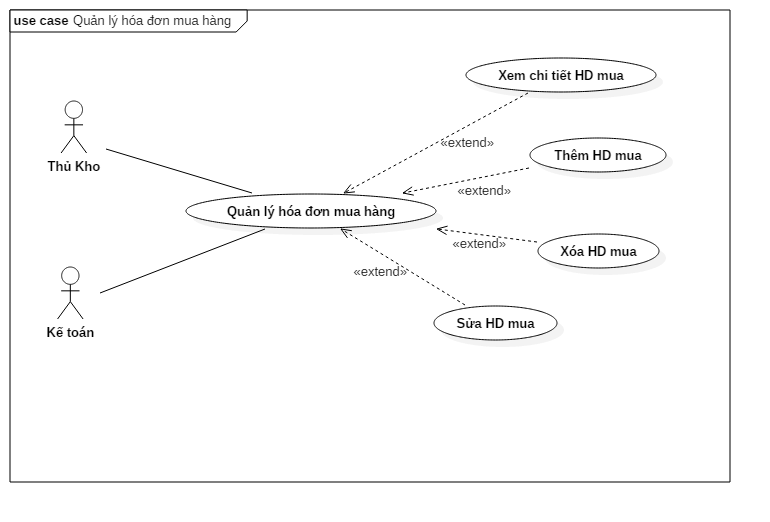 use case Quản lý hóa đơn mua hàng
Xem chi tiết HD mua
«extend»
Thủ Kho
Thêm HD mua
«extend»
Quản lý hóa đơn mua hàng
«extend»
Xóa HD mua
«extend»
Kế toán
Sửa HD mua